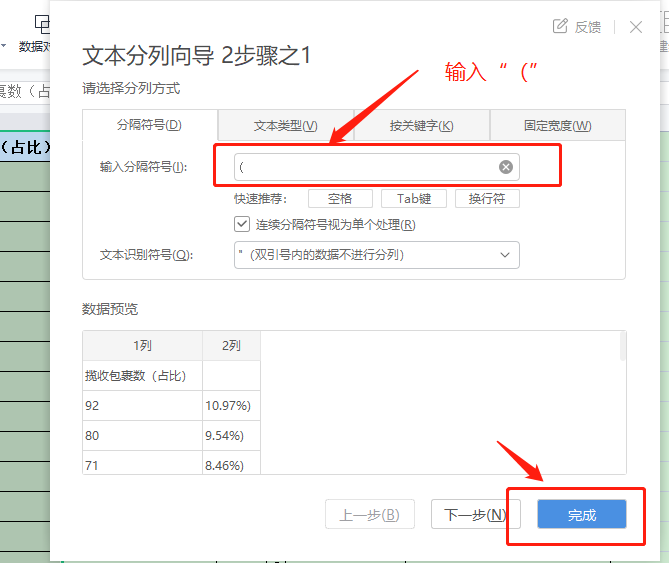 反馈
数据对
文本分列向导 2步骤之1
输入“（”
请选择分列方式
裹数（占
分隔符号(D) 文本类型(V) 按关键字(K) 固定宽度(W)
（占比）
输入分隔符号(I): (
快速推荐: 空格 Tab键 换行符
连续分隔符号视为单个处理(R)
文本识别符号(Q): "（双引号内的数据不进行分列）
数据预览
1列 2列
揽收包裹数（占比）
92 10.97%)
80 9.54%)
71 8.46%)
上一步(B) 下一步(N) 完成